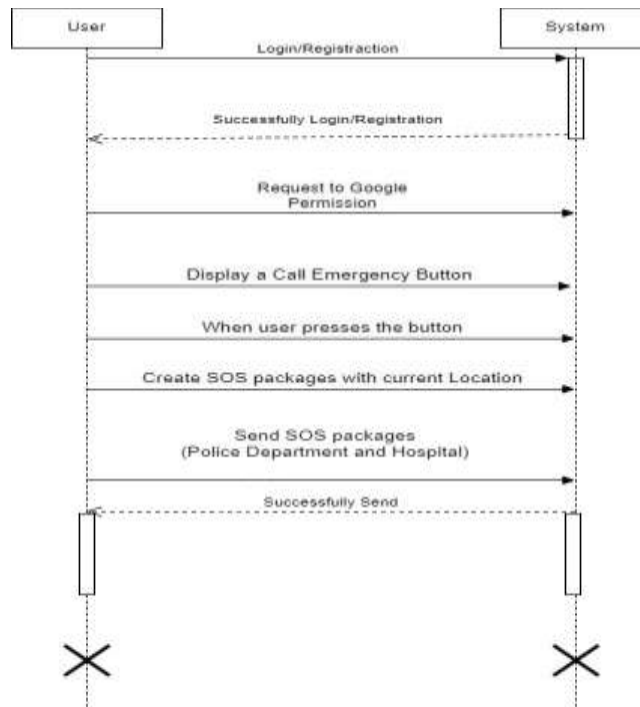 User
System
Login/Registraction
Successfully Login/Registration
Request to Google
Permission
Display a Call Emergency Button
When user presses the button
Create SOS packages with current Location
Send SOS packages
(Police Department and Hospital)
Successfully Send